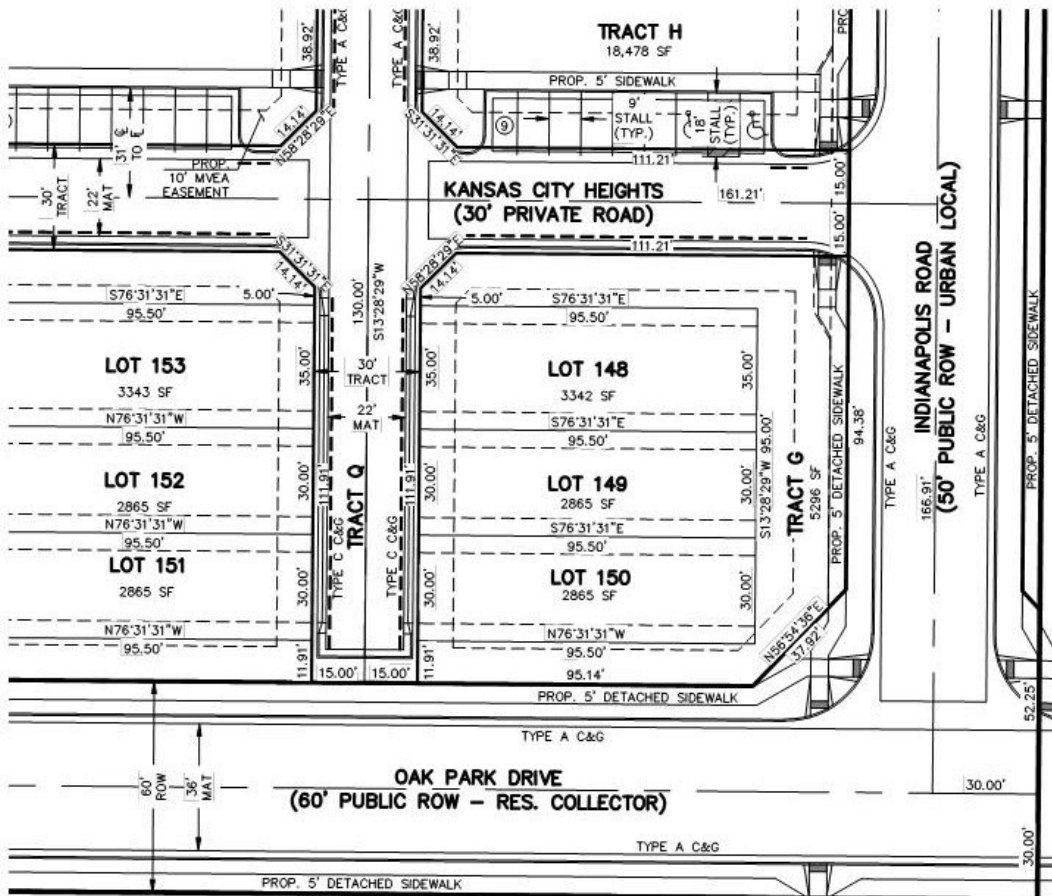 TRACT H
18,478 SF
38.92'
TYPE A C&G
TYPE A C&G
38.92'
PROP. 5' SIDEWALK
14.14'
N58°28'29"E
14.14'
S31°31'31"E
9
9'
STALL
(TYP.)
18'
STALL
(TYP.)
31' ℄
TO ℄
PROP.
10' MVEA
EASEMENT
30'
TRACT
22'
MAT
111.21'
KANSAS CITY HEIGHTS
(30' PRIVATE ROAD)
161.21'
15.00'
15.00'
111.21'
S31°31'31"E
14.14'
N58°28'29"E
14.14'
130.00'
S13°28'29"W
INDIANAPOLIS ROAD
(50' PUBLIC ROW – URBAN LOCAL)
166.91'
TYPE A C&G
TYPE A C&G
PROP. 5' DETACHED SIDEWALK
S76°31'31"E
95.50'
5.00'
5.00'
S76°31'31"E
95.50'
LOT 153
3343 SF
35.00'
30'
TRACT
22'
MAT
35.00'
LOT 148
3342 SF
35.00'
N76°31'31"W
95.50'
S76°31'31"E
95.50'
LOT 152
2865 SF
30.00'
111.91'
TRACT Q
111.91'
30.00'
LOT 149
2865 SF
30.00'
S13°28'29"W 95.00'
TRACT G
5296 SF
PROP. 5' DETACHED SIDEWALK
94.38'
N76°31'31"W
95.50'
S76°31'31"E
95.50'
LOT 151
2865 SF
30.00'
TYPE C C&G
TYPE C C&G
30.00'
LOT 150
2865 SF
30.00'
N76°31'31"W
95.50'
N76°31'31"W
95.50'
11.91'
15.00'
15.00'
11.91'
95.14'
N56°54'36"E
37.92'
PROP. 5' DETACHED SIDEWALK
TYPE A C&G
52.25'
60'
ROW
36'
MAT
OAK PARK DRIVE
(60' PUBLIC ROW – RES. COLLECTOR)
30.00'
30.00'
TYPE A C&G
PROP. 5' DETACHED SIDEWALK